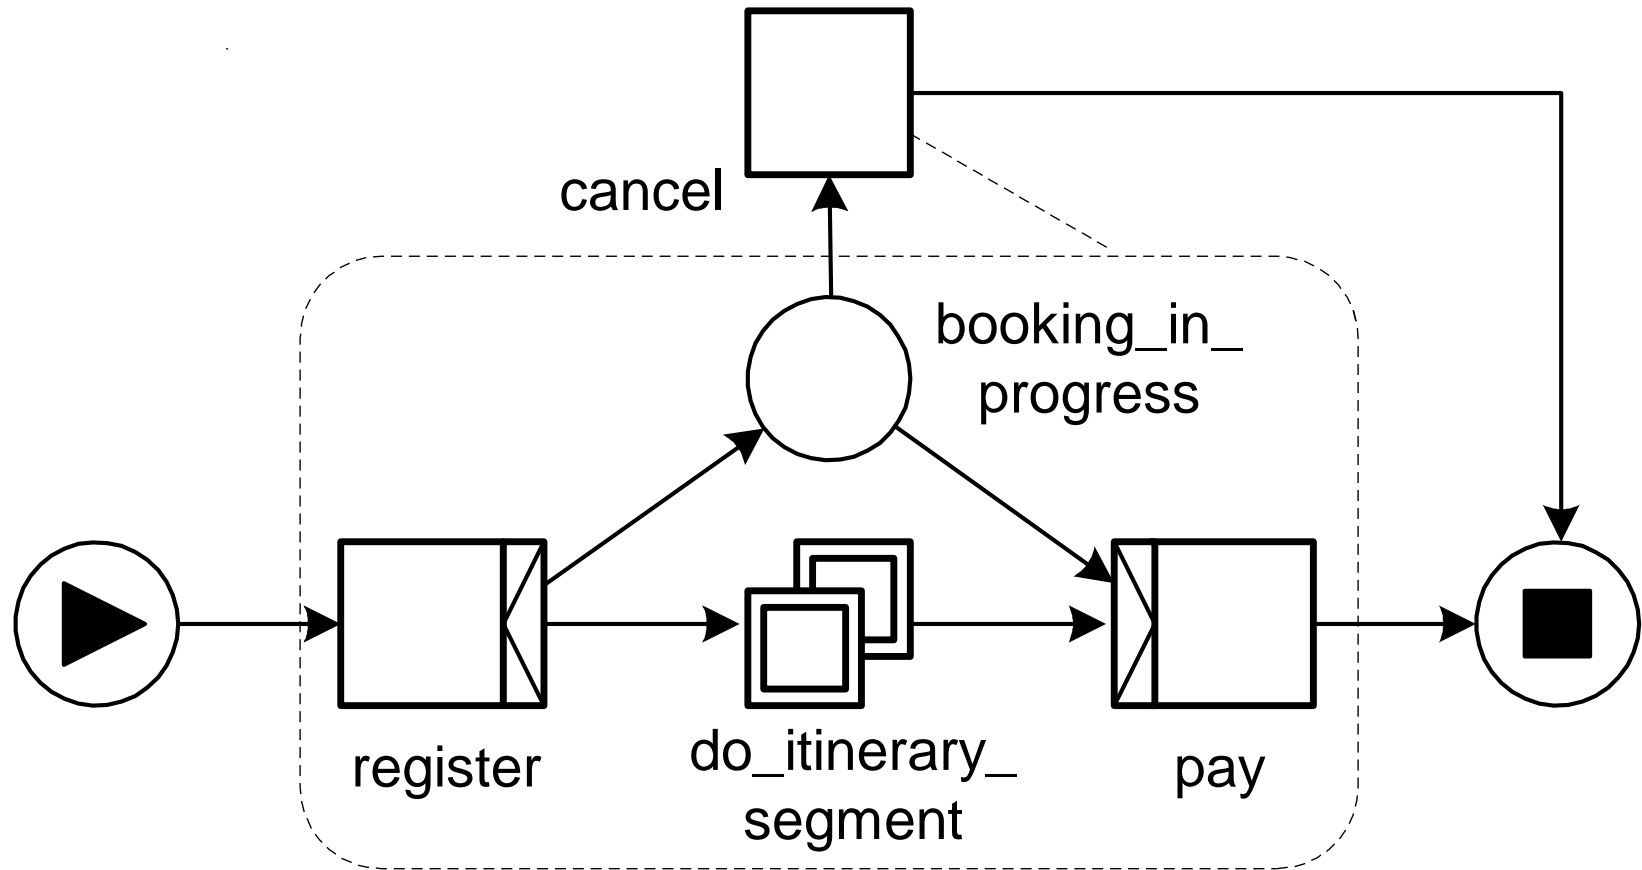 cancel
booking_in_
progress
register
do_itinerary_
segment
pay